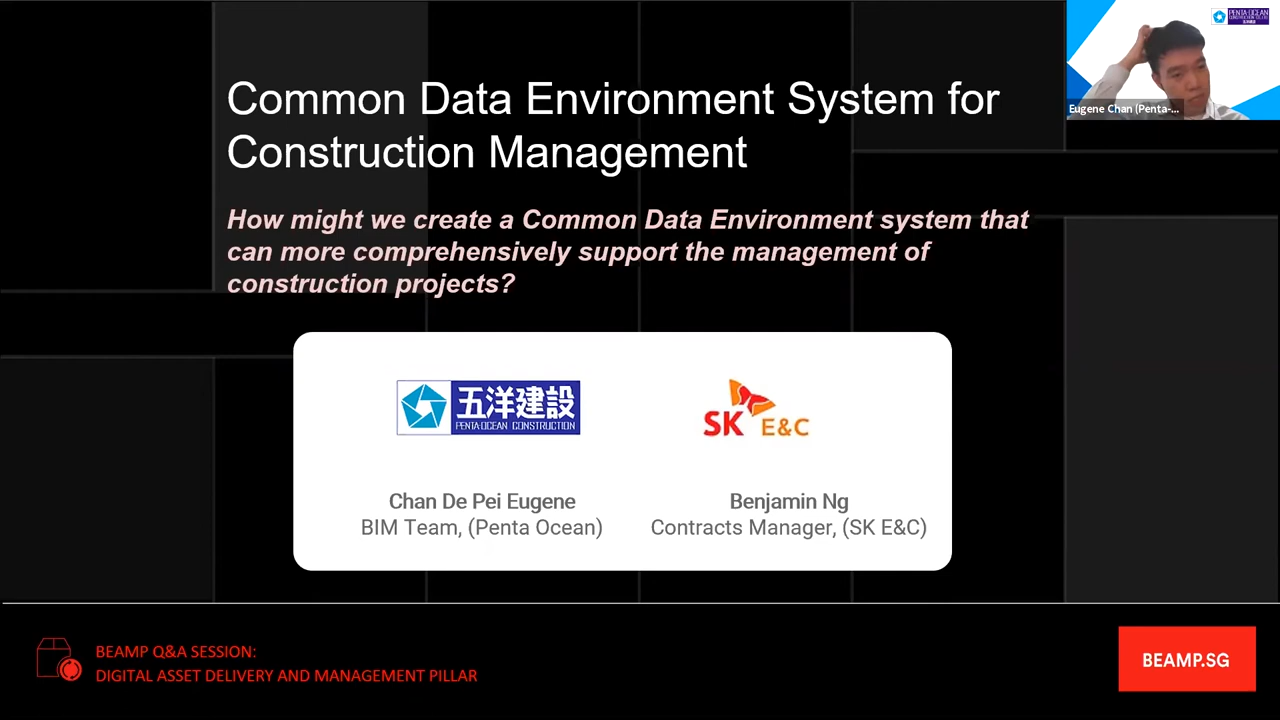 Common Data Environment System for
Construction Management
How might we create a Common Data Environment system that
can more comprehensively support the management of
construction projects?
PENTA-OCEAN
Eugene Chan (Penta-...
五洋建設
PENTA-OCEAN CONSTRUCTION
SK E&C
Chan De Pei Eugene
BIM Team, (Penta Ocean)
Benjamin Ng
Contracts Manager, (SK E&C)
BEAMP Q&A SESSION:
DIGITAL ASSET DELIVERY AND MANAGEMENT PILLAR
BEAMP.SG